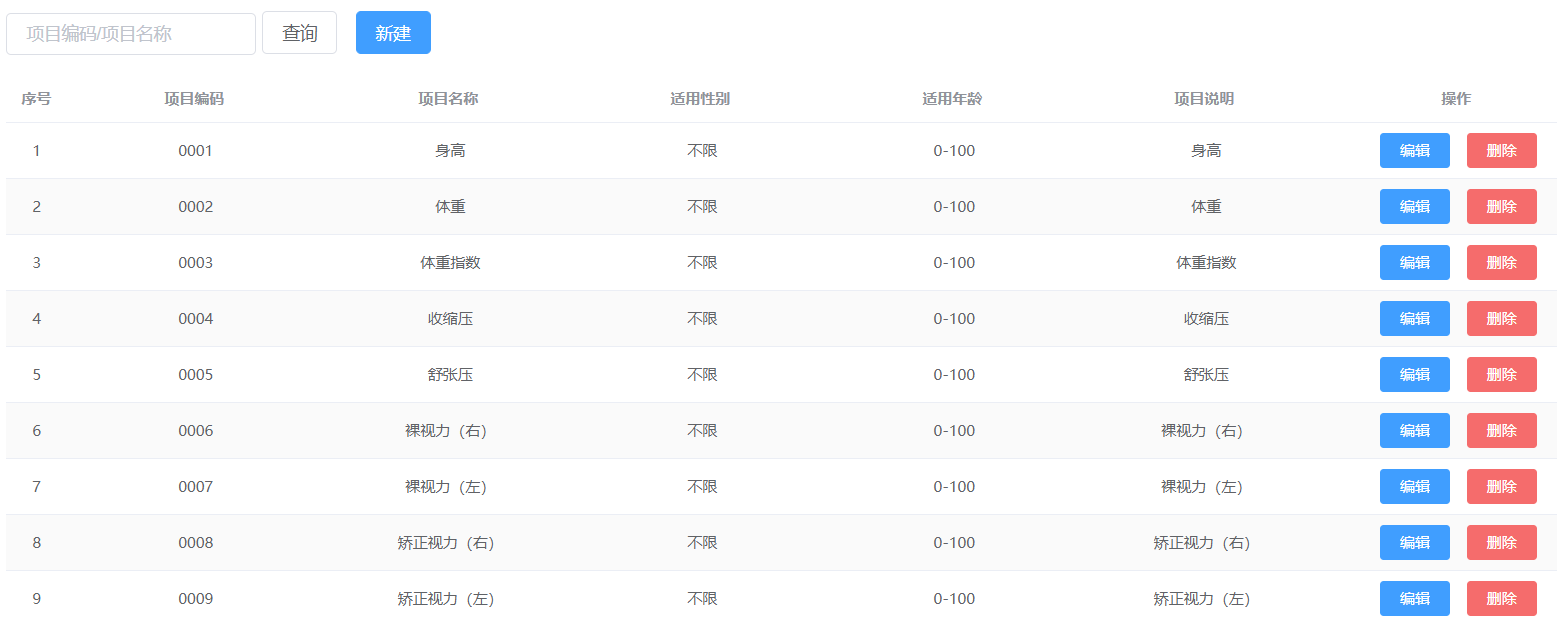 项目编码/项目名称 查询 新建
序号 项目编码 项目名称 适用性别 适用年龄 项目说明 操作
1 0001 身高 不限 0-100 身高 编辑 删除
2 0002 体重 不限 0-100 体重 编辑 删除
3 0003 体重指数 不限 0-100 体重指数 编辑 删除
4 0004 收缩压 不限 0-100 收缩压 编辑 删除
5 0005 舒张压 不限 0-100 舒张压 编辑 删除
6 0006 裸视力（右） 不限 0-100 裸视力（右） 编辑 删除
7 0007 裸视力（左） 不限 0-100 裸视力（左） 编辑 删除
8 0008 矫正视力（右） 不限 0-100 矫正视力（右） 编辑 删除
9 0009 矫正视力（左） 不限 0-100 矫正视力（左） 编辑 删除